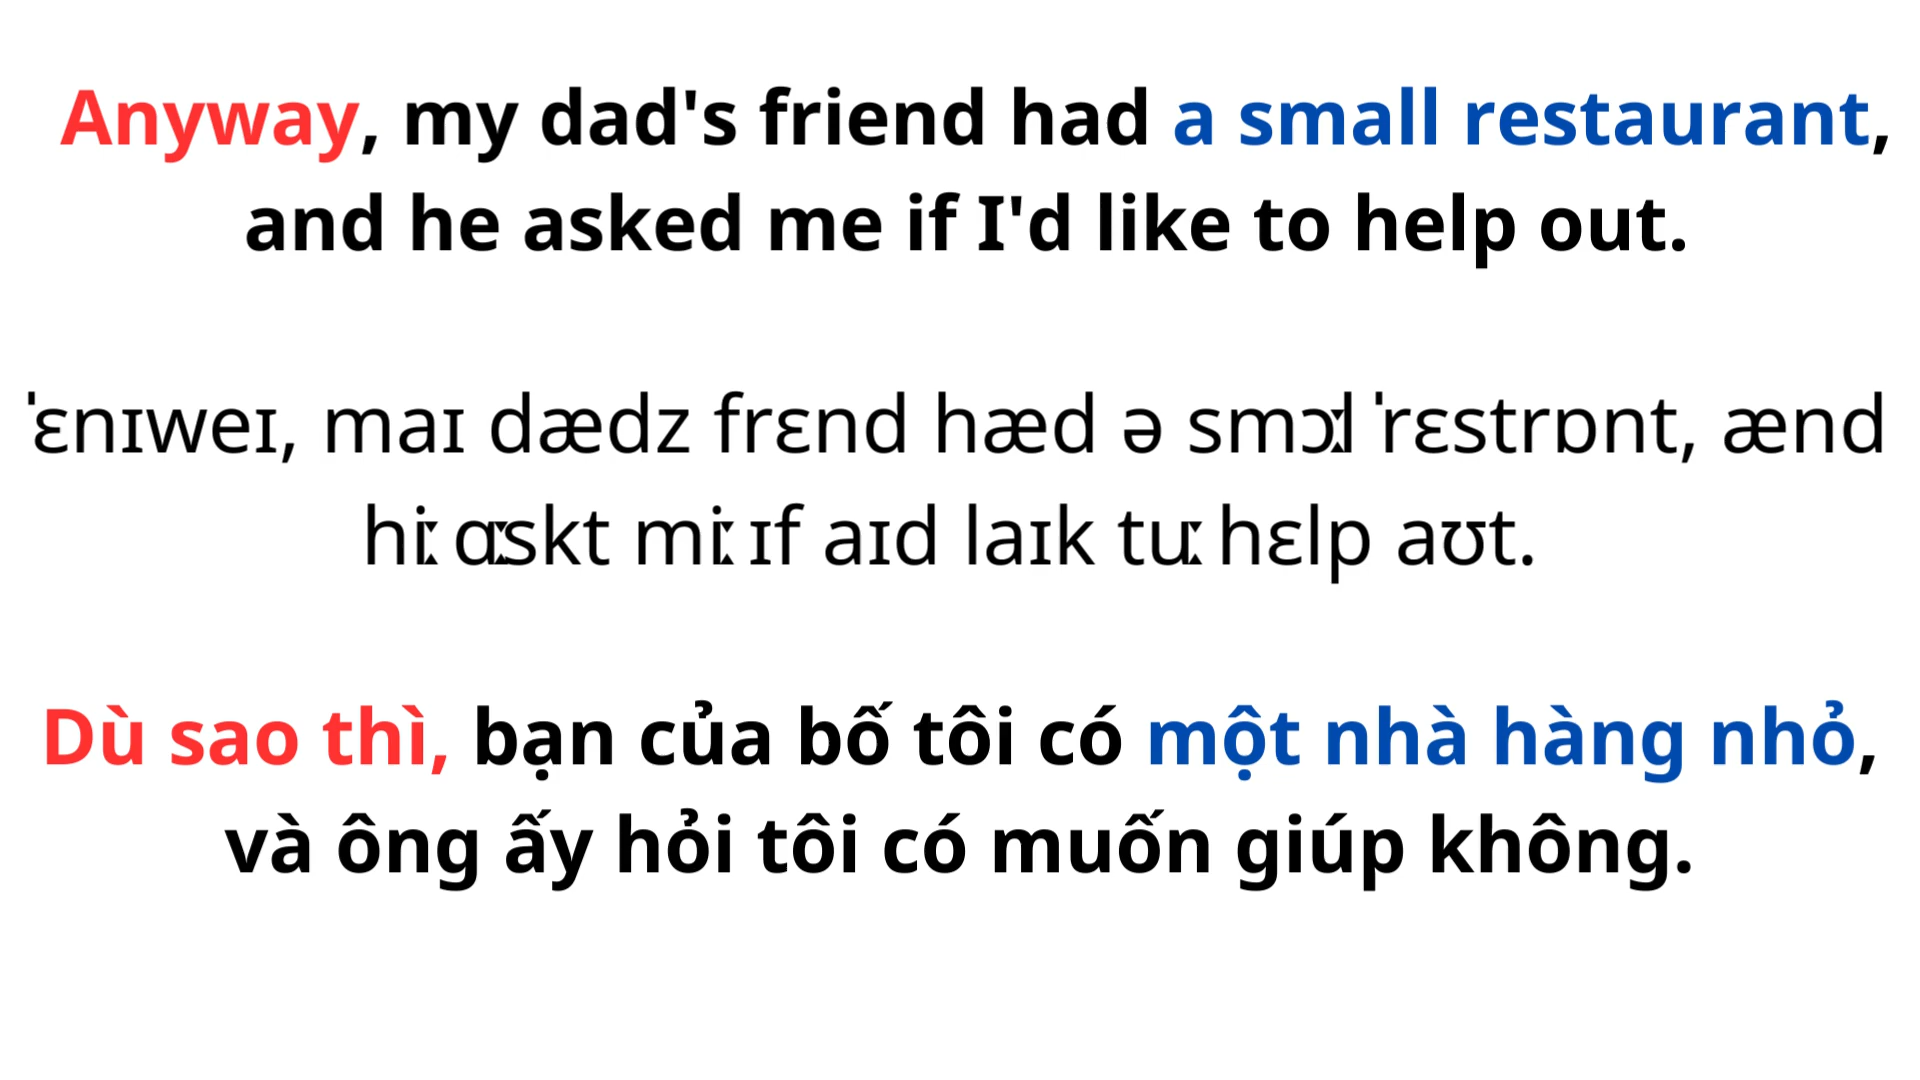 Anyway, my dad's friend had a small restaurant,
and he asked me if I'd like to help out.
ˈɛnɪweɪ, maɪ dædz frɛnd hæd ə smɔːl ˈrɛstrɒnt, ænd
hiː ɑːskt miː ɪf aɪd laɪk tuː hɛlp aʊt.
Dù sao thì, bạn của bố tôi có một nhà hàng nhỏ,
và ông ấy hỏi tôi có muốn giúp không.